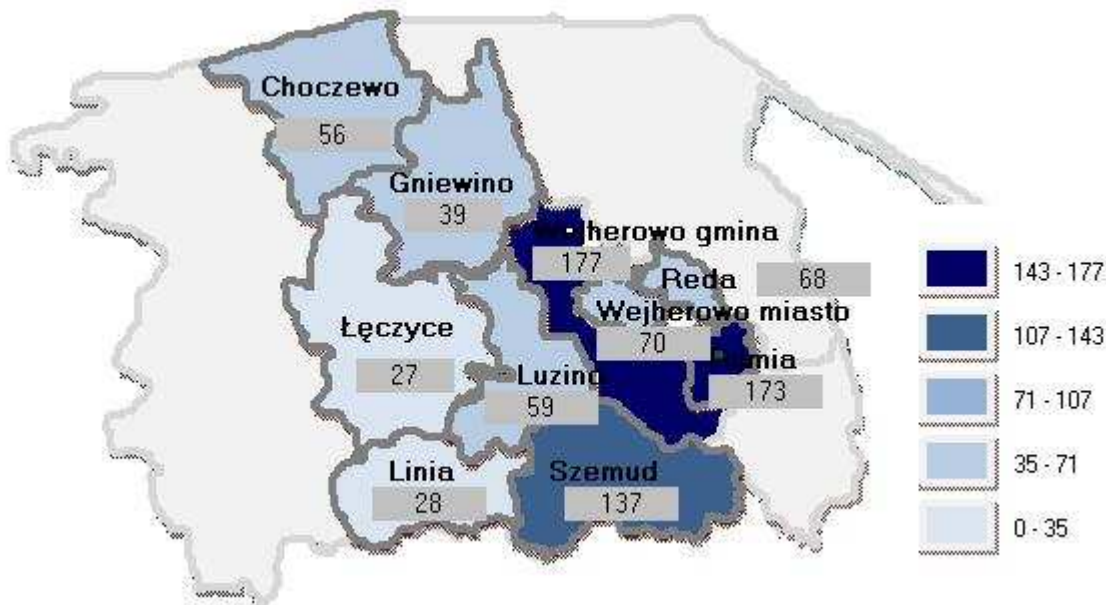 Choczewo
56
Gniewino
39
Wejherowo gmina
177
Reda
68
Wejherowo miasto
70
Łęczyce
27
Luzino
59
Rumia
173
Linia
28
Szemud
137
143 - 177
107 - 143
71 - 107
35 - 71
0 - 35